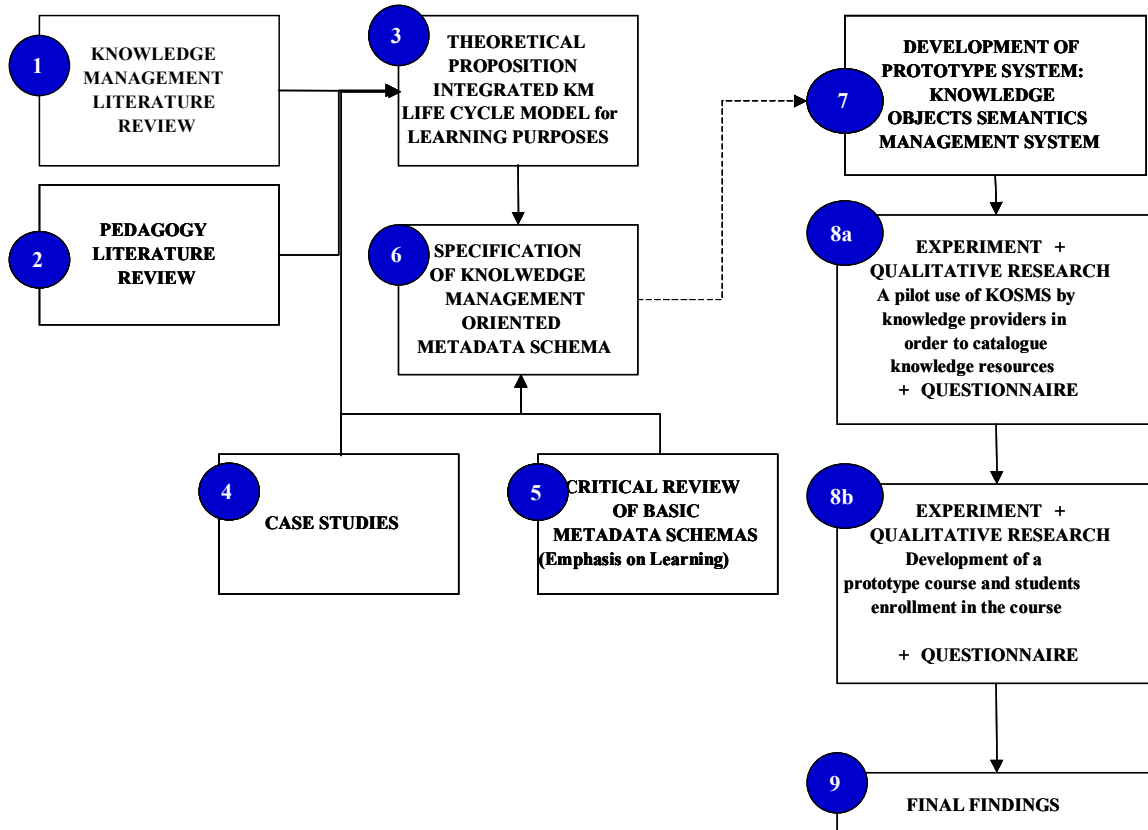 1
KNOWLEDGE
MANAGEMENT
LITERATURE
REVIEW
2
PEDAGOGY
LITERATURE
REVIEW
3
THEORETICAL
PROPOSITION
INTEGRATED KM
LIFE CYCLE MODEL for
LEARNING PURPOSES
4
CASE STUDIES
5
CRITICAL REVIEW
OF BASIC
METADATA SCHEMAS
(Emphasis on Learning)
6
SPECIFICATION
OF KNOLWEDGE
MANAGEMENT
ORIENTED
METADATA SCHEMA
7
DEVELOPMENT OF
PROTOTYPE SYSTEM:
KNOWLEDGE
OBJECTS SEMANTICS
MANAGEMENT SYSTEM
8a
EXPERIMENT +
QUALITATIVE RESEARCH
A pilot use of KOSMS by
knowledge providers in
order to catalogue
knowledge resources
+ QUESTIONNAIRE
8b
EXPERIMENT +
QUALITATIVE RESEARCH
Development of a
prototype course and students
enrollment in the course
+ QUESTIONNAIRE
9
FINAL FINDINGS